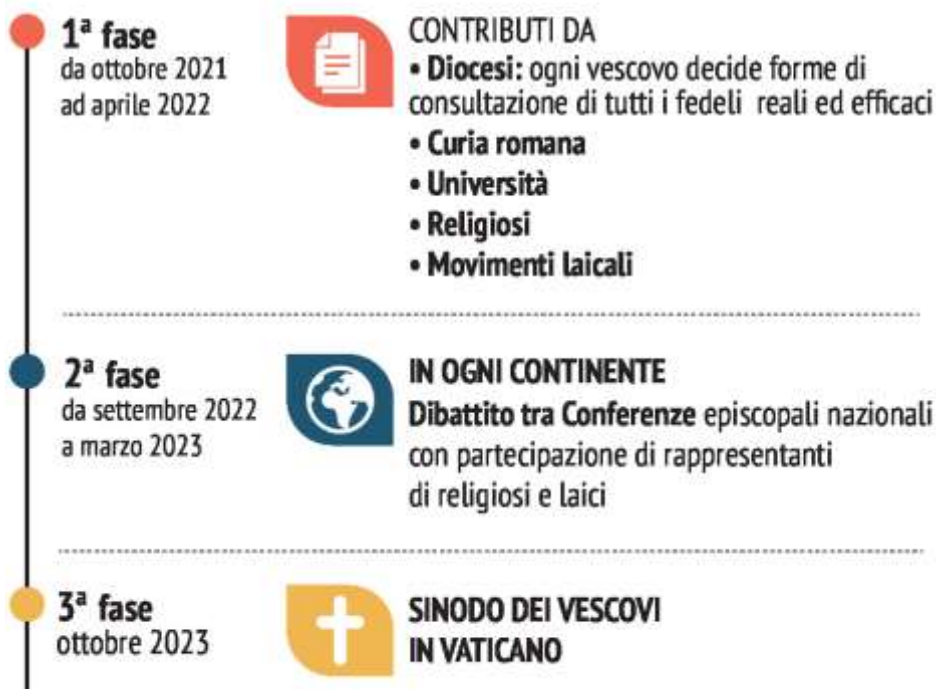 1ª fase
da ottobre 2021
ad aprile 2022
CONTRIBUTI DA
• Diocesi: ogni vescovo decide forme di
consultazione di tutti i fedeli reali ed efficaci
• Curia romana
• Università
• Religiosi
• Movimenti laicali
2ª fase
da settembre 2022
a marzo 2023
IN OGNI CONTINENTE
Dibattito tra Conferenze episcopali nazionali
con partecipazione di rappresentanti
di religiosi e laici
3ª fase
ottobre 2023
SINODO DEI VESCOVI
IN VATICANO